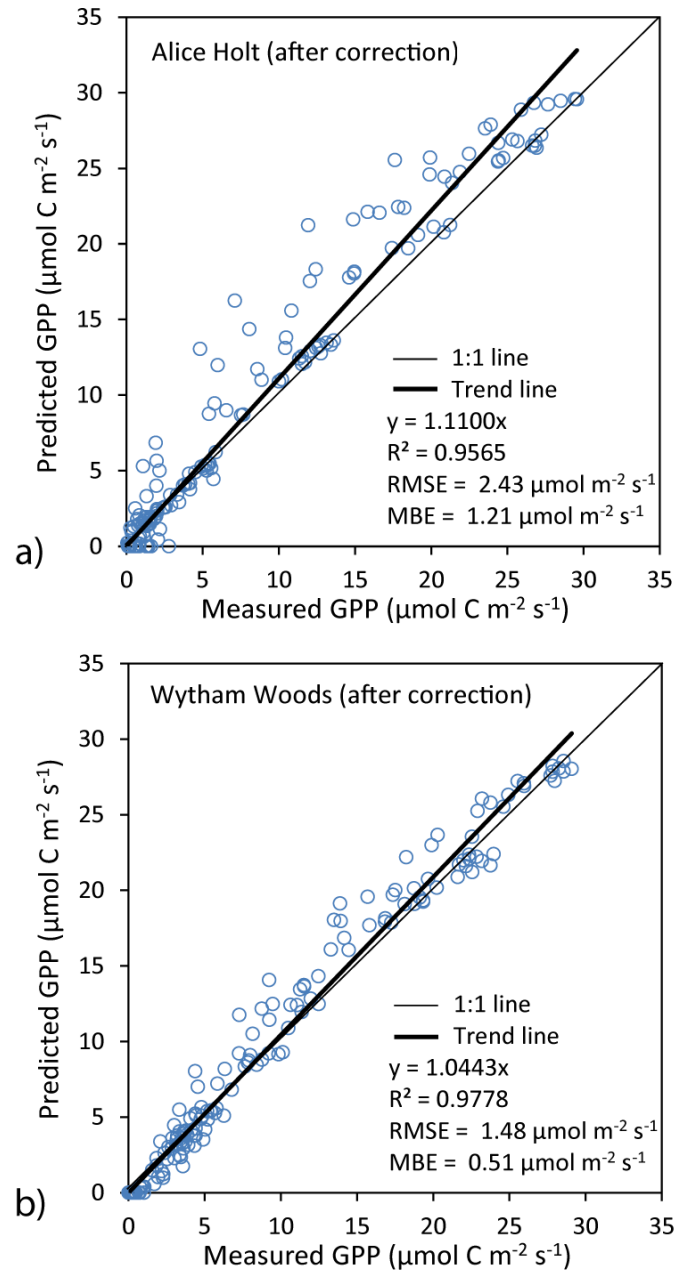 35
Alice Holt (after correction)
30
25
20
15
10
5
0
Predicted GPP (µmol C m⁻² s⁻¹)
1:1 line
Trend line
y = 1.1100x
R² = 0.9565
RMSE = 2.43 µmol m⁻² s⁻¹
MBE = 1.21 µmol m⁻² s⁻¹
a)
0 5 10 15 20 25 30 35
Measured GPP (µmol C m⁻² s⁻¹)
35
Wytham Woods (after correction)
30
25
20
15
10
5
0
Predicted GPP (µmol C m⁻² s⁻¹)
1:1 line
Trend line
y = 1.0443x
R² = 0.9778
RMSE = 1.48 µmol m⁻² s⁻¹
MBE = 0.51 µmol m⁻² s⁻¹
b)
0 5 10 15 20 25 30 35
Measured GPP (µmol C m⁻² s⁻¹)